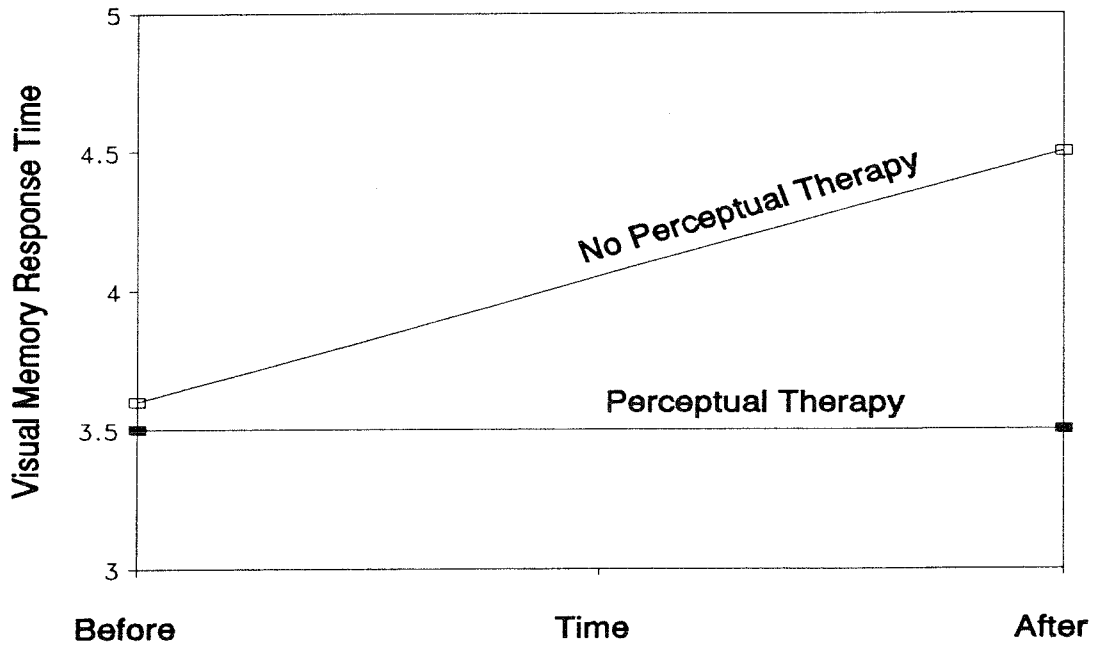 5
4.5
4
3.5
3
Visual Memory Response Time
No Perceptual Therapy
Perceptual Therapy
Before
Time
After